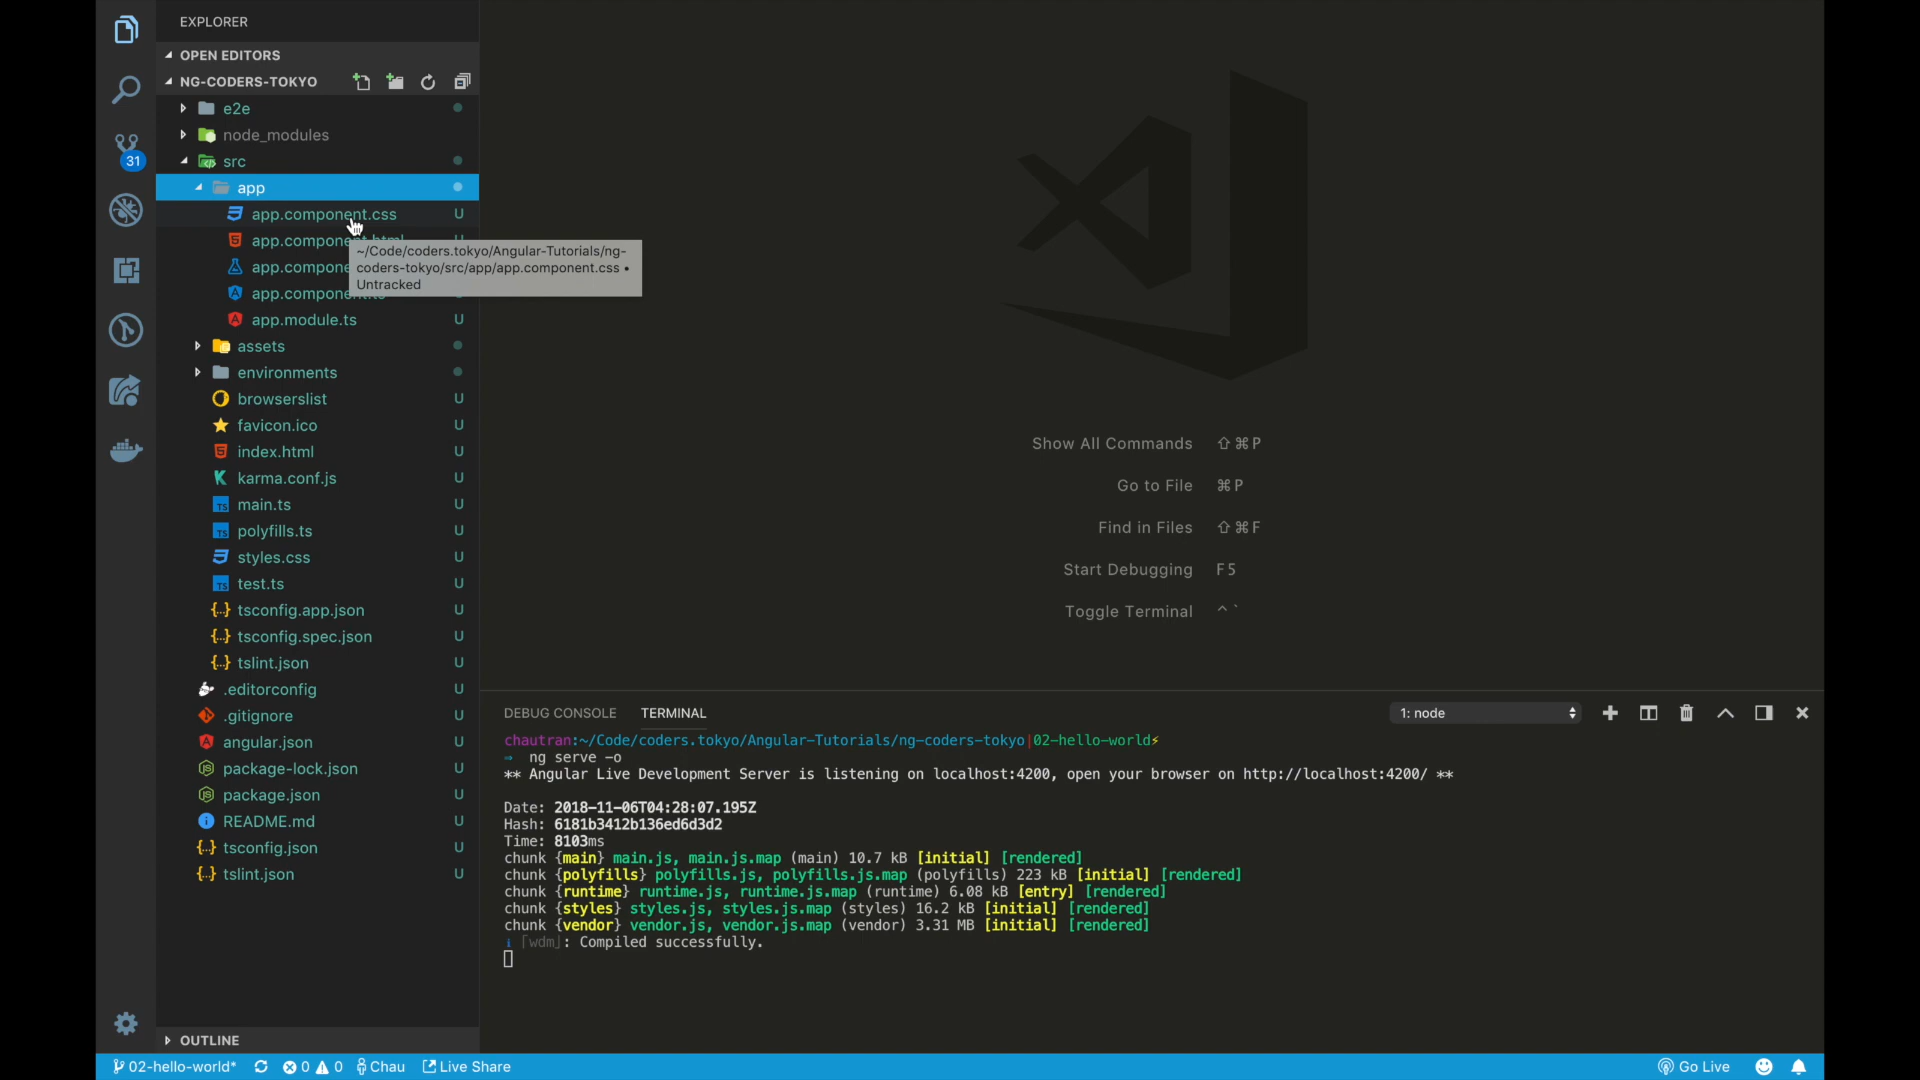 EXPLORER
OPEN EDITORS
NG-CODERS-TOKYO
e2e
node_modules
31
src
app
app.component.css U
app.component.html U
~/Code/coders.tokyo/Angular-Tutorials/ng-
coders-tokyo/src/app/app.component.css •
Untracked
app.compone
app.component.ts
app.module.ts U
assets
environments
browserslist U
favicon.ico U
index.html U
karma.conf.js U
main.ts U
polyfills.ts U
styles.css U
test.ts U
tsconfig.app.json U
tsconfig.spec.json U
tslint.json U
.editorconfig U
.gitignore U
angular.json U
package-lock.json U
package.json U
README.md U
tsconfig.json U
tslint.json U
OUTLINE
Show All Commands ⇧⌘P
Go to File ⌘P
Find in Files ⇧⌘F
Start Debugging F5
Toggle Terminal ^`
DEBUG CONSOLE TERMINAL 1: node
chautran:~/Code/coders.tokyo/Angular-Tutorials/ng-coders-tokyo|02-hello-world⚡
⇒ ng serve -o
** Angular Live Development Server is listening on localhost:4200, open your browser on http://localhost:4200/ **
Date: 2018-11-06T04:28:07.195Z
Hash: 6181b3412b136ed6d3d2
Time: 8103ms
chunk {main} main.js, main.js.map (main) 10.7 kB [initial] [rendered]
chunk {polyfills} polyfills.js, polyfills.js.map (polyfills) 223 kB [initial] [rendered]
chunk {runtime} runtime.js, runtime.js.map (runtime) 6.08 kB [entry] [rendered]
chunk {styles} styles.js, styles.js.map (styles) 16.2 kB [initial] [rendered]
chunk {vendor} vendor.js, vendor.js.map (vendor) 3.31 MB [initial] [rendered]
ℹ ｢wdm｣: Compiled successfully.
02-hello-world* 0 0 Chau Live Share Go Live